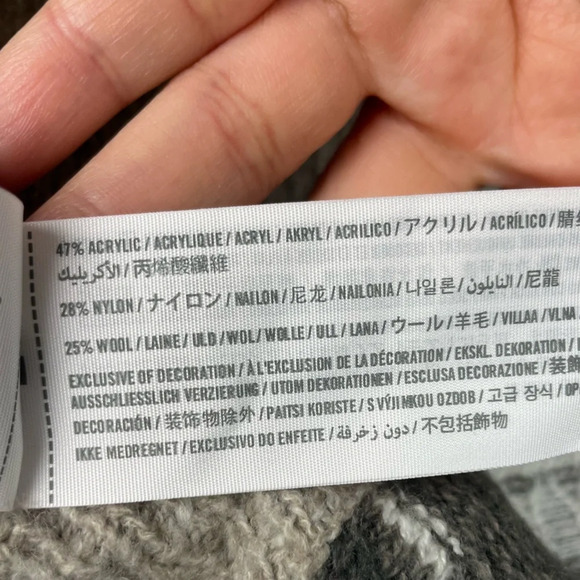 47% ACRYLIC / ACRYLIQUE / ACRYL / AKRYL / ACRILICO / アクリル / ACRÍLICO / 腈
الأكريليك / 丙烯酸纖維
28% NYLON / ナイロン / NAILON / 尼龙 / NAILONIA / 나일론 / النايلون / 尼龍
25% WOOL / LAINE / ULD / WOL / WOLLE / ULL / LANA / ウール / 羊毛 / VILLAA / VLNA
EXCLUSIVE OF DECORATION / À L'EXCLUSION DE LA DÉCORATION / EKSKL. DEKORATION /
AUSSCHLIESSLICH VERZIERUNG / UTOM DEKORATIONEN / ESCLUSA DECORAZIONE / 装飾
DECORACIÓN / 装饰物除外 / PAITSI KORISTE / S VÝJIMKOU OZDOB / 고급 장식 /
IKKE MEDREGNET / EXCLUSIVO DO ENFEITE / دون زخرفة / 不包括飾物